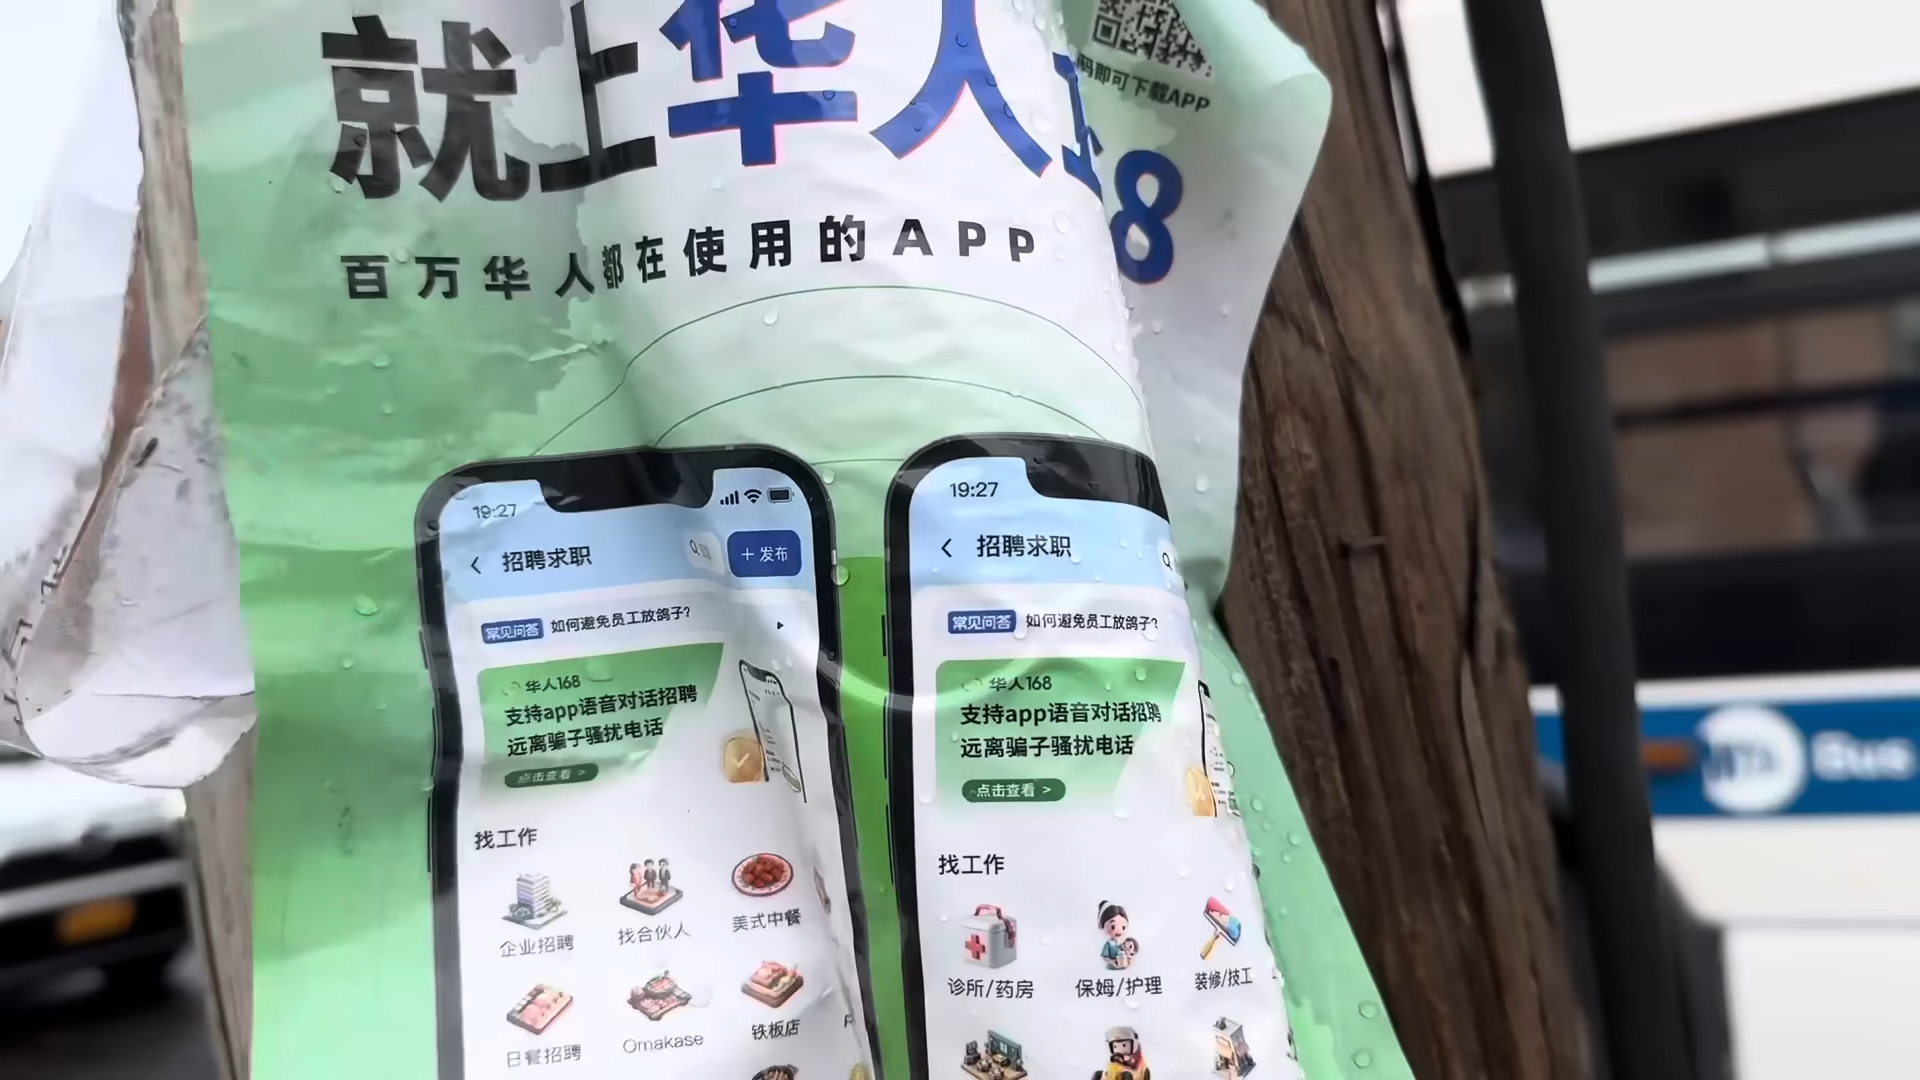 就上华人168
码即可下载APP
百万华人都在使用的APP
19:27
招聘求职
+ 发布
常见问答 如何避免员工放鸽子?
华人168
支持app语音对话招聘
远离骗子骚扰电话
点击查看 >
找工作
企业招聘 找合伙人 美式中餐
日餐招聘 Omakase 铁板店
19:27
招聘求职
常见问答 如何避免员工放鸽子?
华人168
支持app语音对话招聘
远离骗子骚扰电话
点击查看 >
找工作
诊所/药房 保姆/护理 装修/技工
Bus